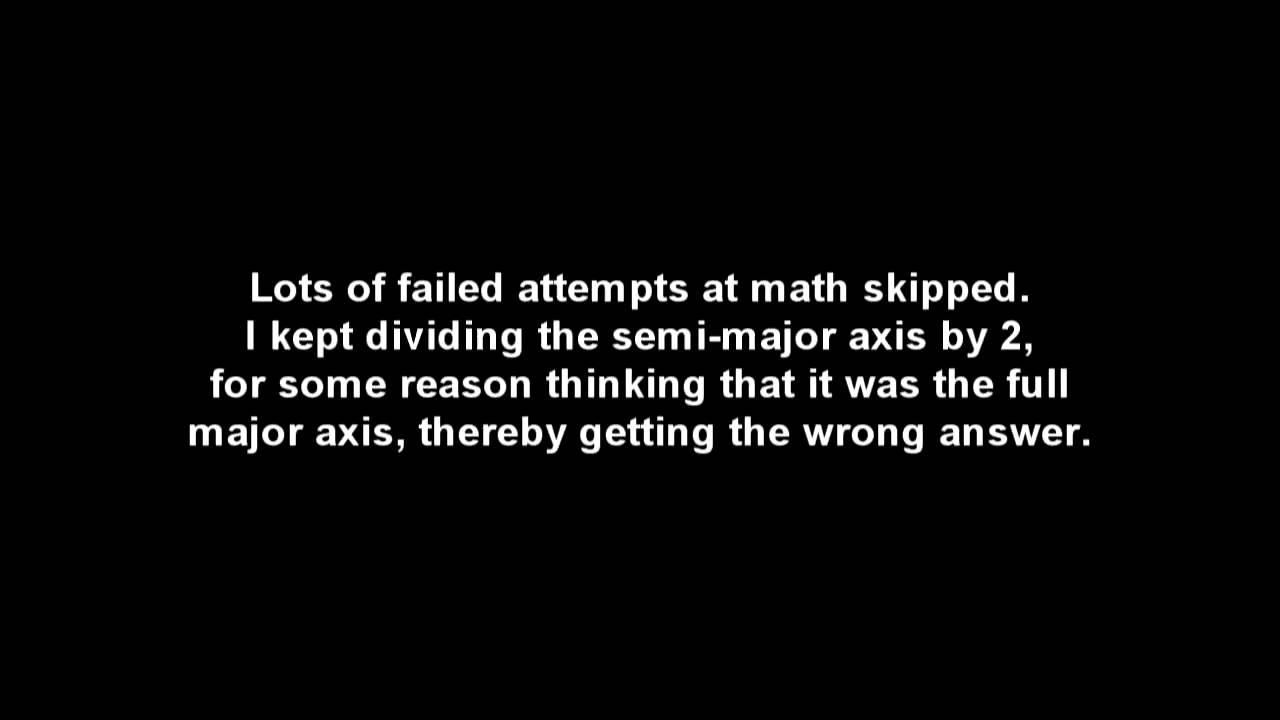 Lots of failed attempts at math skipped.
I kept dividing the semi-major axis by 2,
for some reason thinking that it was the full
major axis, thereby getting the wrong answer.